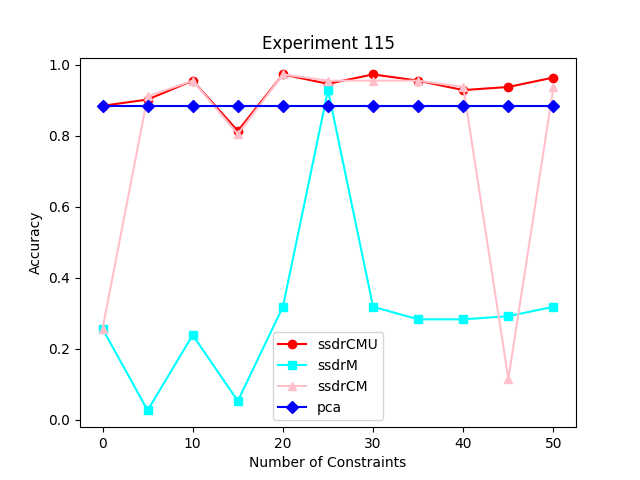 Experiment 115
1.0
0.8
0.6
0.4
0.2
0.0
Accuracy
0 10 20 30 40 50
Number of Constraints
ssdrCMU
ssdrM
ssdrCM
pca